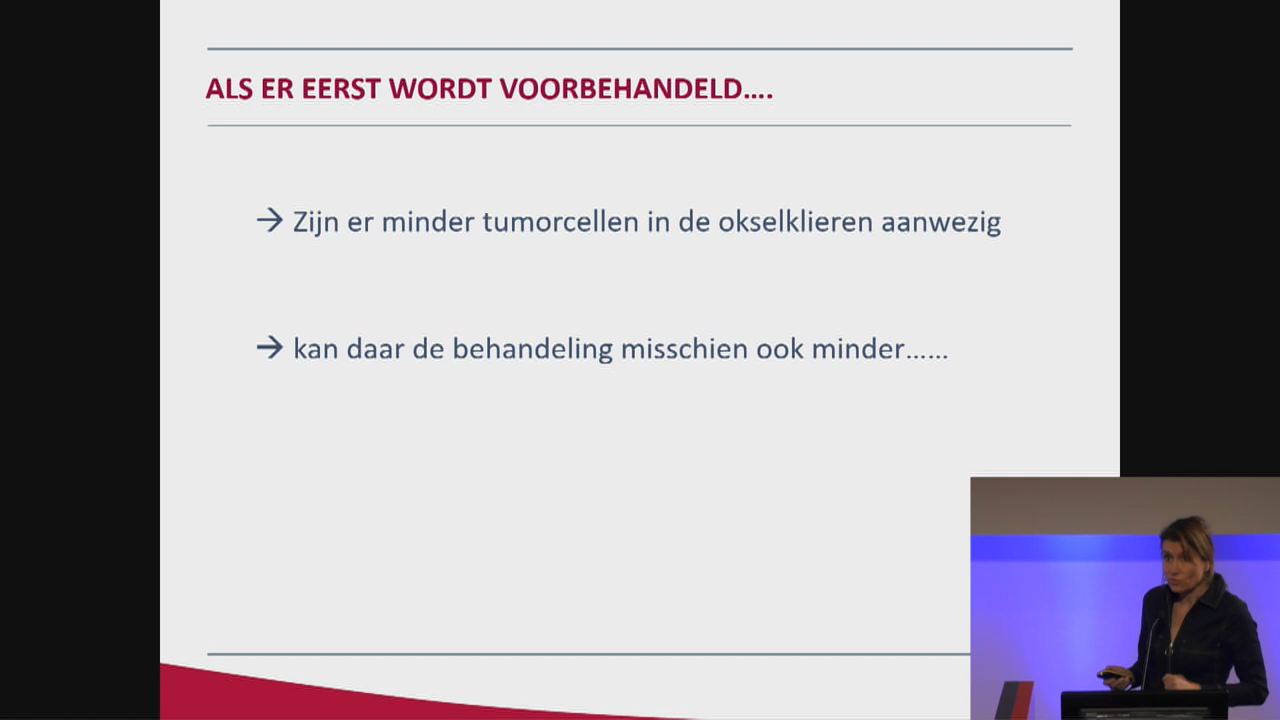 ALS ER EERST WORDT VOORBEHANDELD....
→ Zijn er minder tumorcellen in de okselklieren aanwezig
→ kan daar de behandeling misschien ook minder......